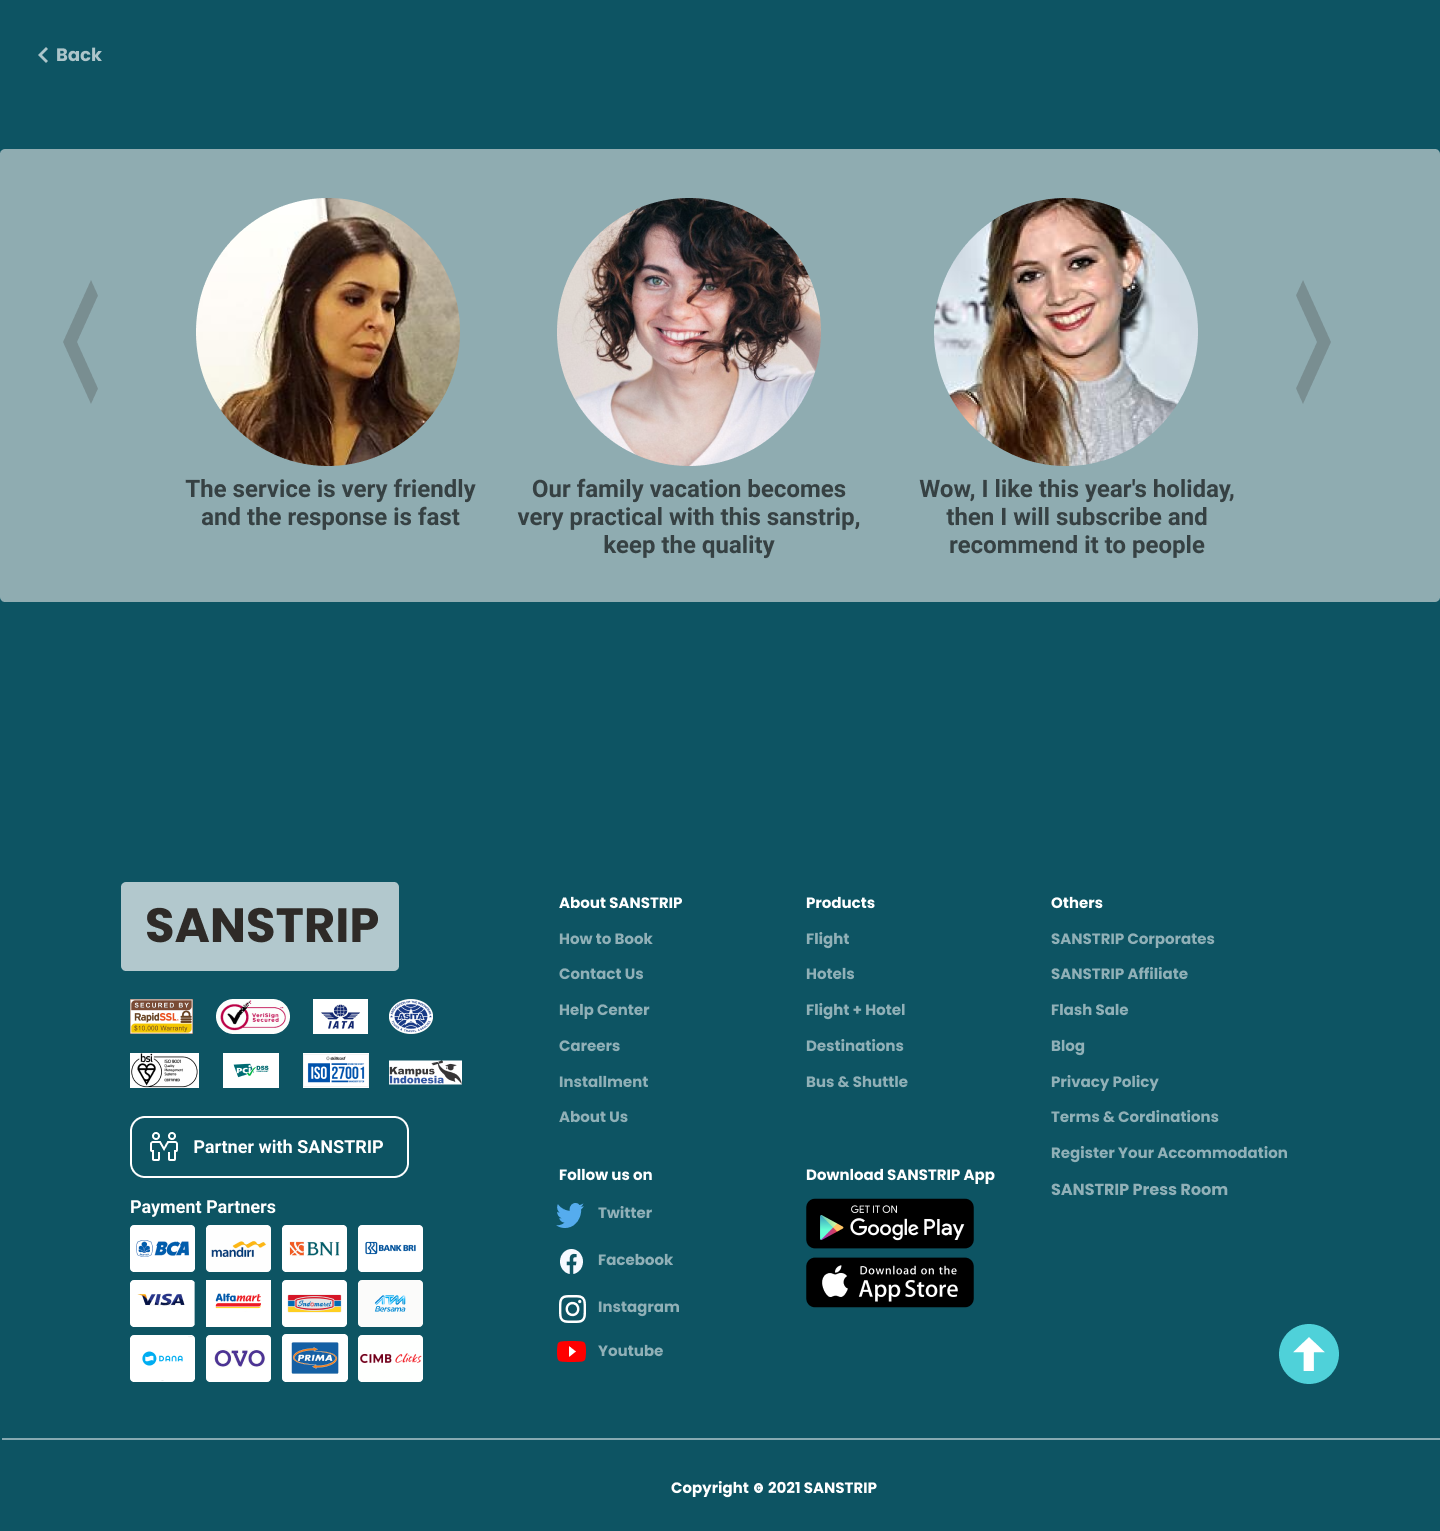 Back
The service is very friendly
and the response is fast
Our family vacation becomes
very practical with this sanstrip,
keep the quality
Wow, I like this year's holiday,
then I will subscribe and
recommend it to people
SANSTRIP
SECURED BY
RapidSSL
$10,000 Warranty
VeriSign
Secured
IATA
ASTA
bsi
ISO 9001
Quality
Management
Systems
CERTIFIED
PCI DSS
ISO 27001
Kampus
Indonesia
Partner with SANSTRIP
Payment Partners
BCA
mandiri
BNI
BANK BRI
VISA
Alfamart
Indomaret
ATM
Bersama
DANA
OVO
PRIMA
CIMB Clicks
About SANSTRIP
How to Book
Contact Us
Help Center
Careers
Installment
About Us
Follow us on
Twitter
Facebook
Instagram
Youtube
Products
Flight
Hotels
Flight + Hotel
Destinations
Bus & Shuttle
Download SANSTRIP App
GET IT ON
Google Play
Download on the
App Store
Others
SANSTRIP Corporates
SANSTRIP Affiliate
Flash Sale
Blog
Privacy Policy
Terms & Cordinations
Register Your Accommodation
SANSTRIP Press Room
Copyright © 2021 SANSTRIP